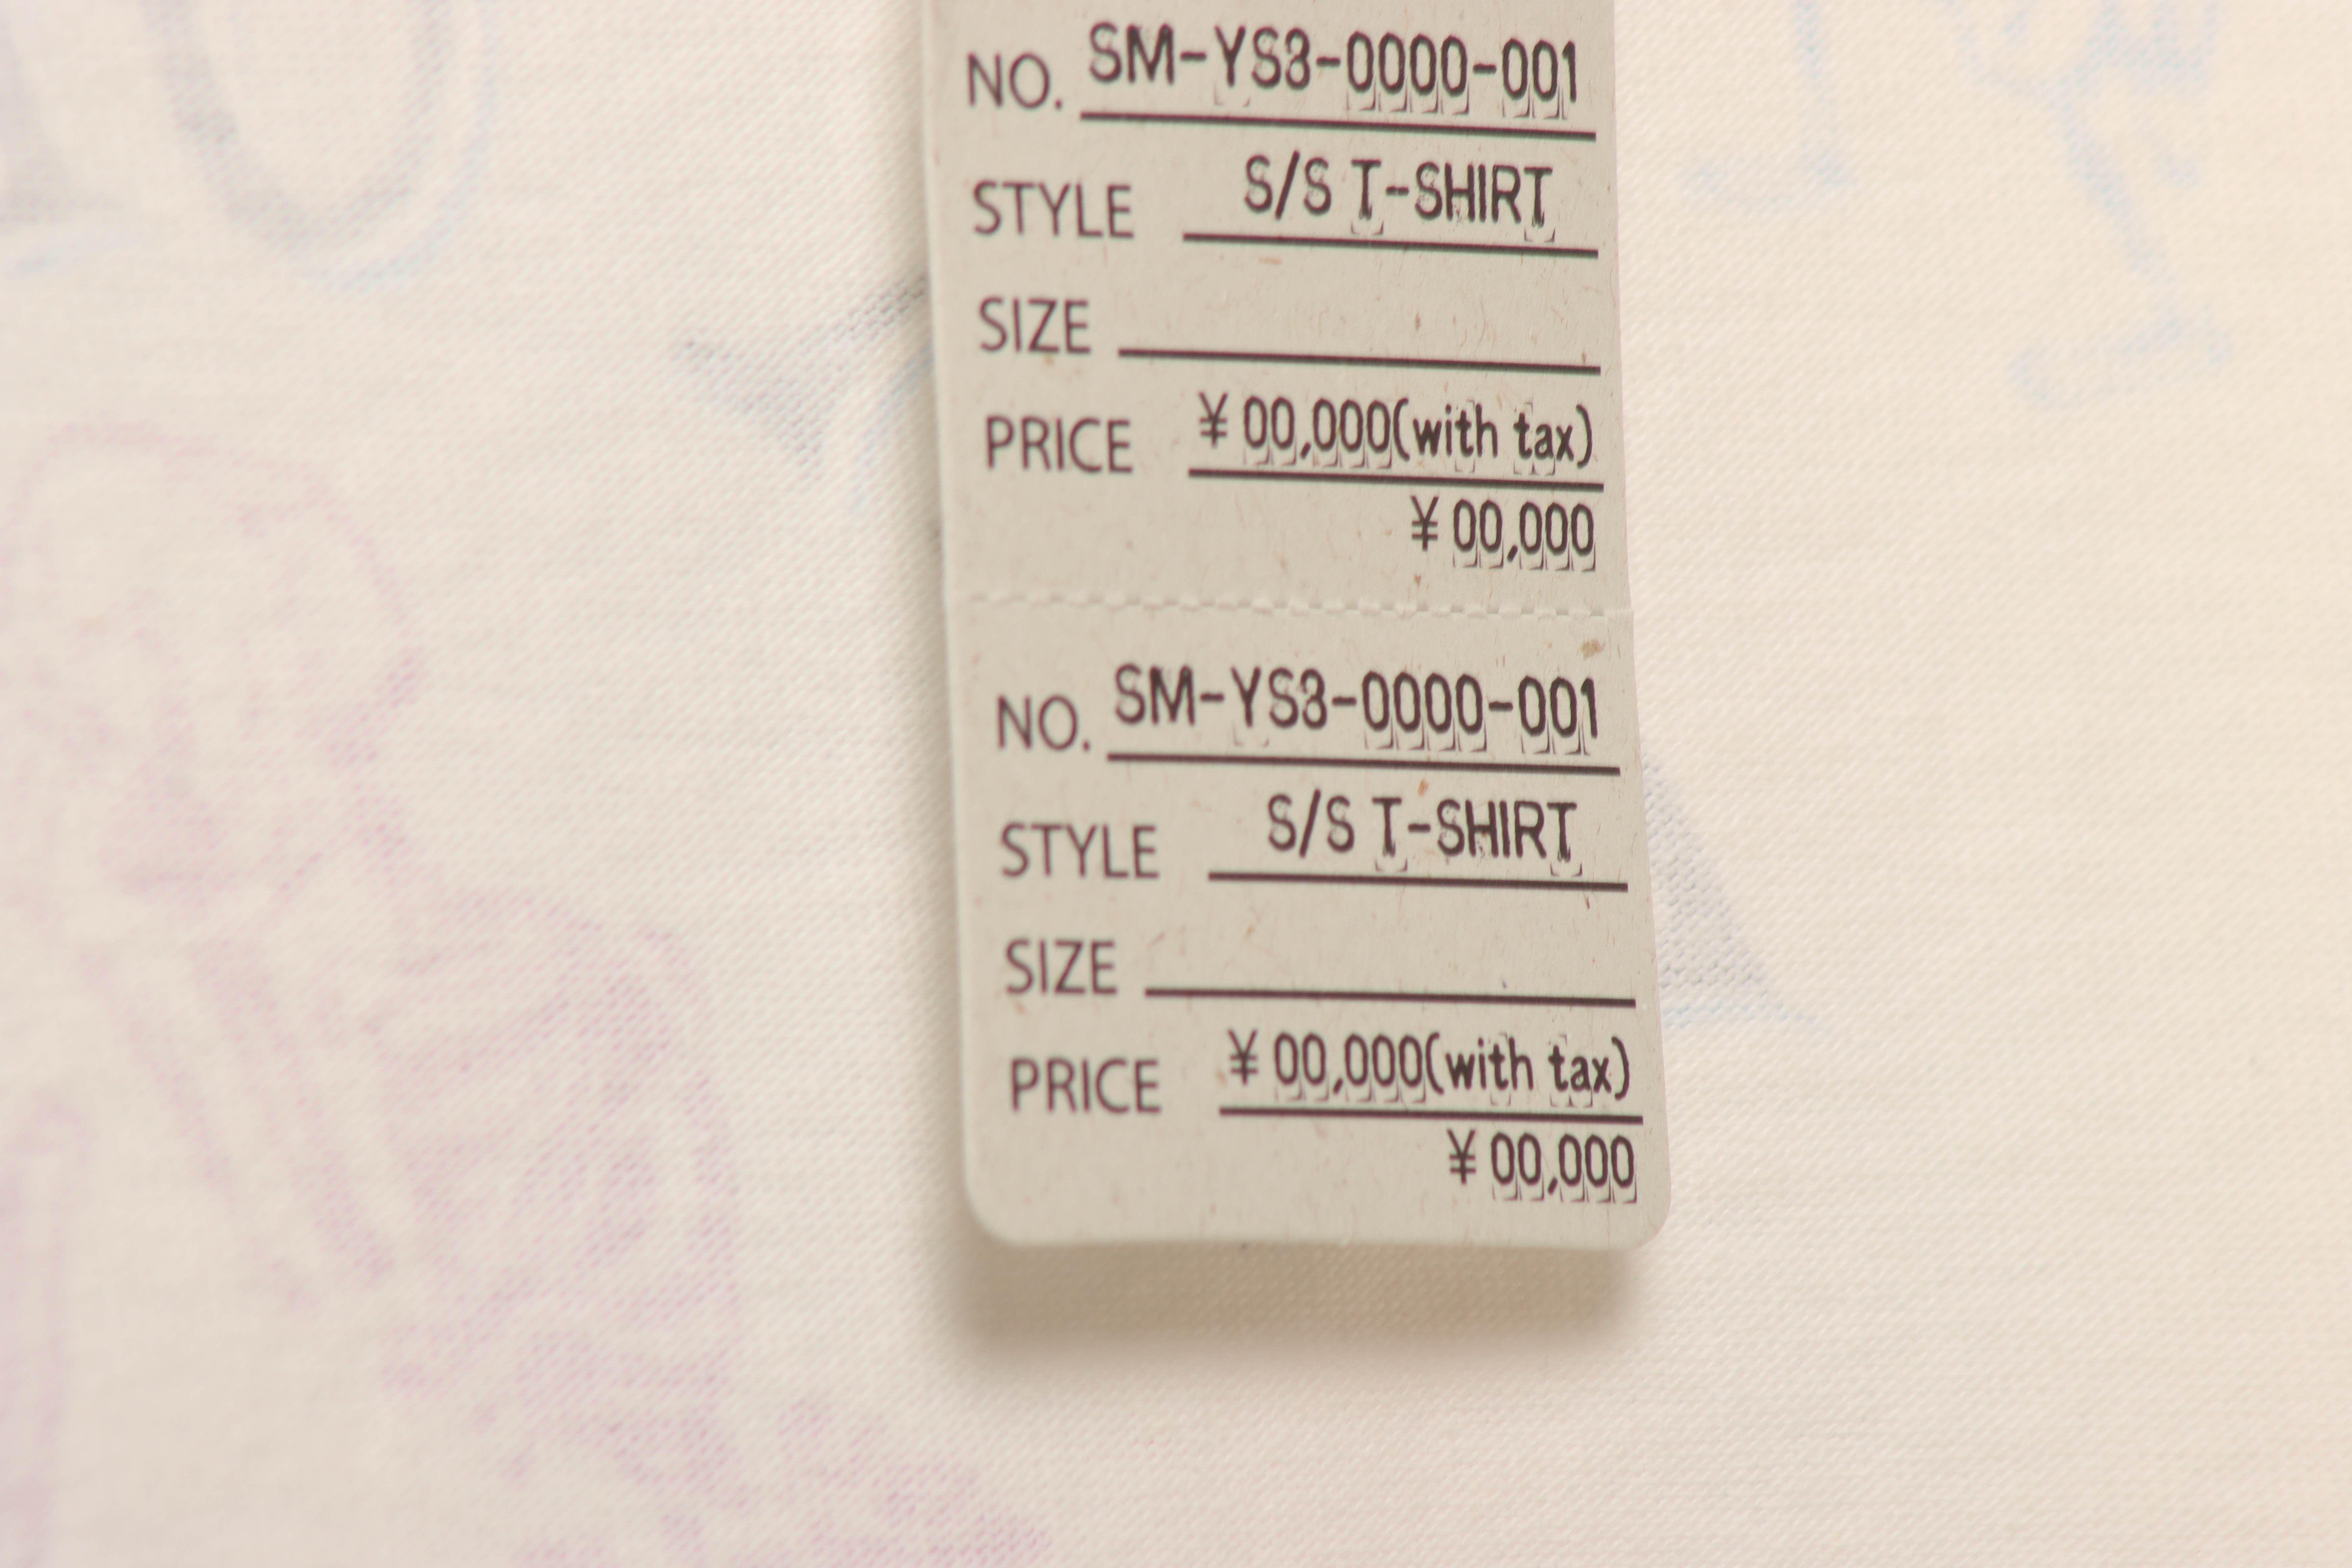 NO. SM-YS3-0000-001
STYLE S/S T-SHIRT
SIZE
PRICE ¥00,000(with tax)
¥00,000
NO. SM-YS3-0000-001
STYLE S/S T-SHIRT
SIZE
PRICE ¥00,000(with tax)
¥00,000